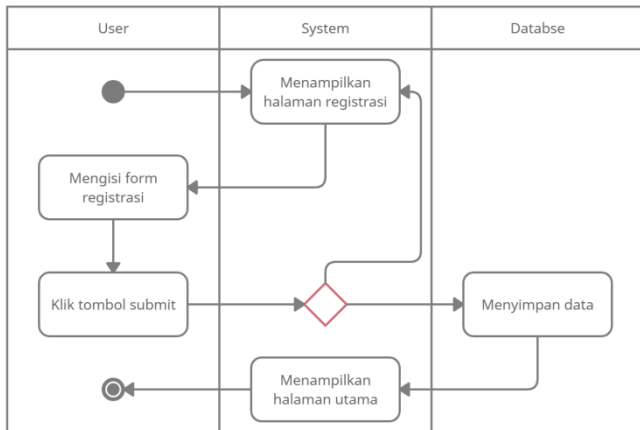 User
System
Databse
Menampilkan
halaman registrasi
Mengisi form
registrasi
Klik tombol submit
Menyimpan data
Menampilkan
halaman utama